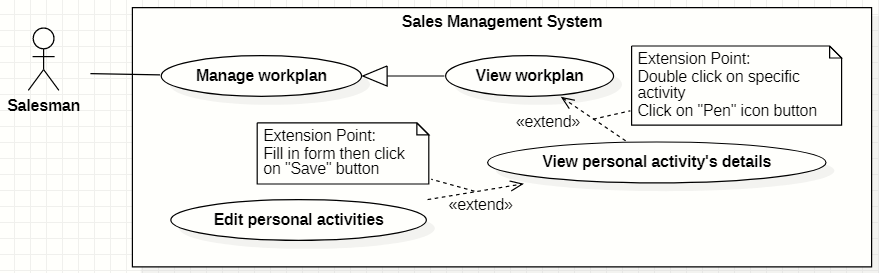 Sales Management System
Salesman
Manage workplan
View workplan
Extension Point:
Double click on specific
activity
Click on "Pen" icon button
«extend»
Extension Point:
Fill in form then click
on "Save" button
View personal activity's details
«extend»
Edit personal activities